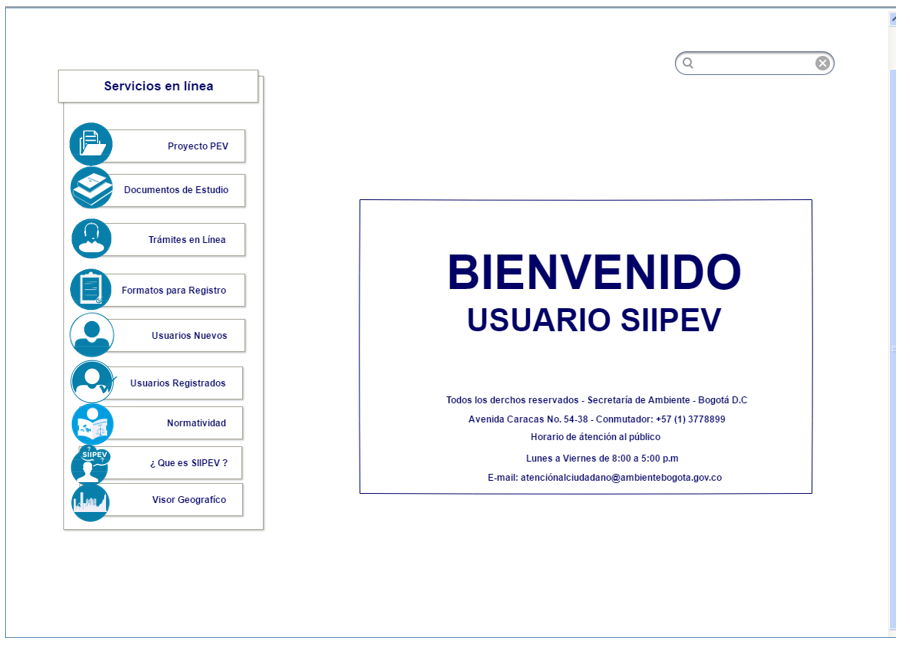 Servicios en línea
Proyecto PEV
Documentos de Estudio
Trámites en Línea
Formatos para Registro
Usuarios Nuevos
Usuarios Registrados
Normatividad
SIIPEV
¿ Que es SIIPEV ?
Visor Geografíco
BIENVENIDO
USUARIO SIIPEV
Todos los derchos reservados - Secretaría de Ambiente - Bogotá D.C
Avenida Caracas No. 54-38 - Conmutador: +57 (1) 3778899
Horario de átención al público
Lunes a Viernes de 8:00 a 5:00 p.m
E-mail: atenciónalciudadano@ambientebogota.gov.co